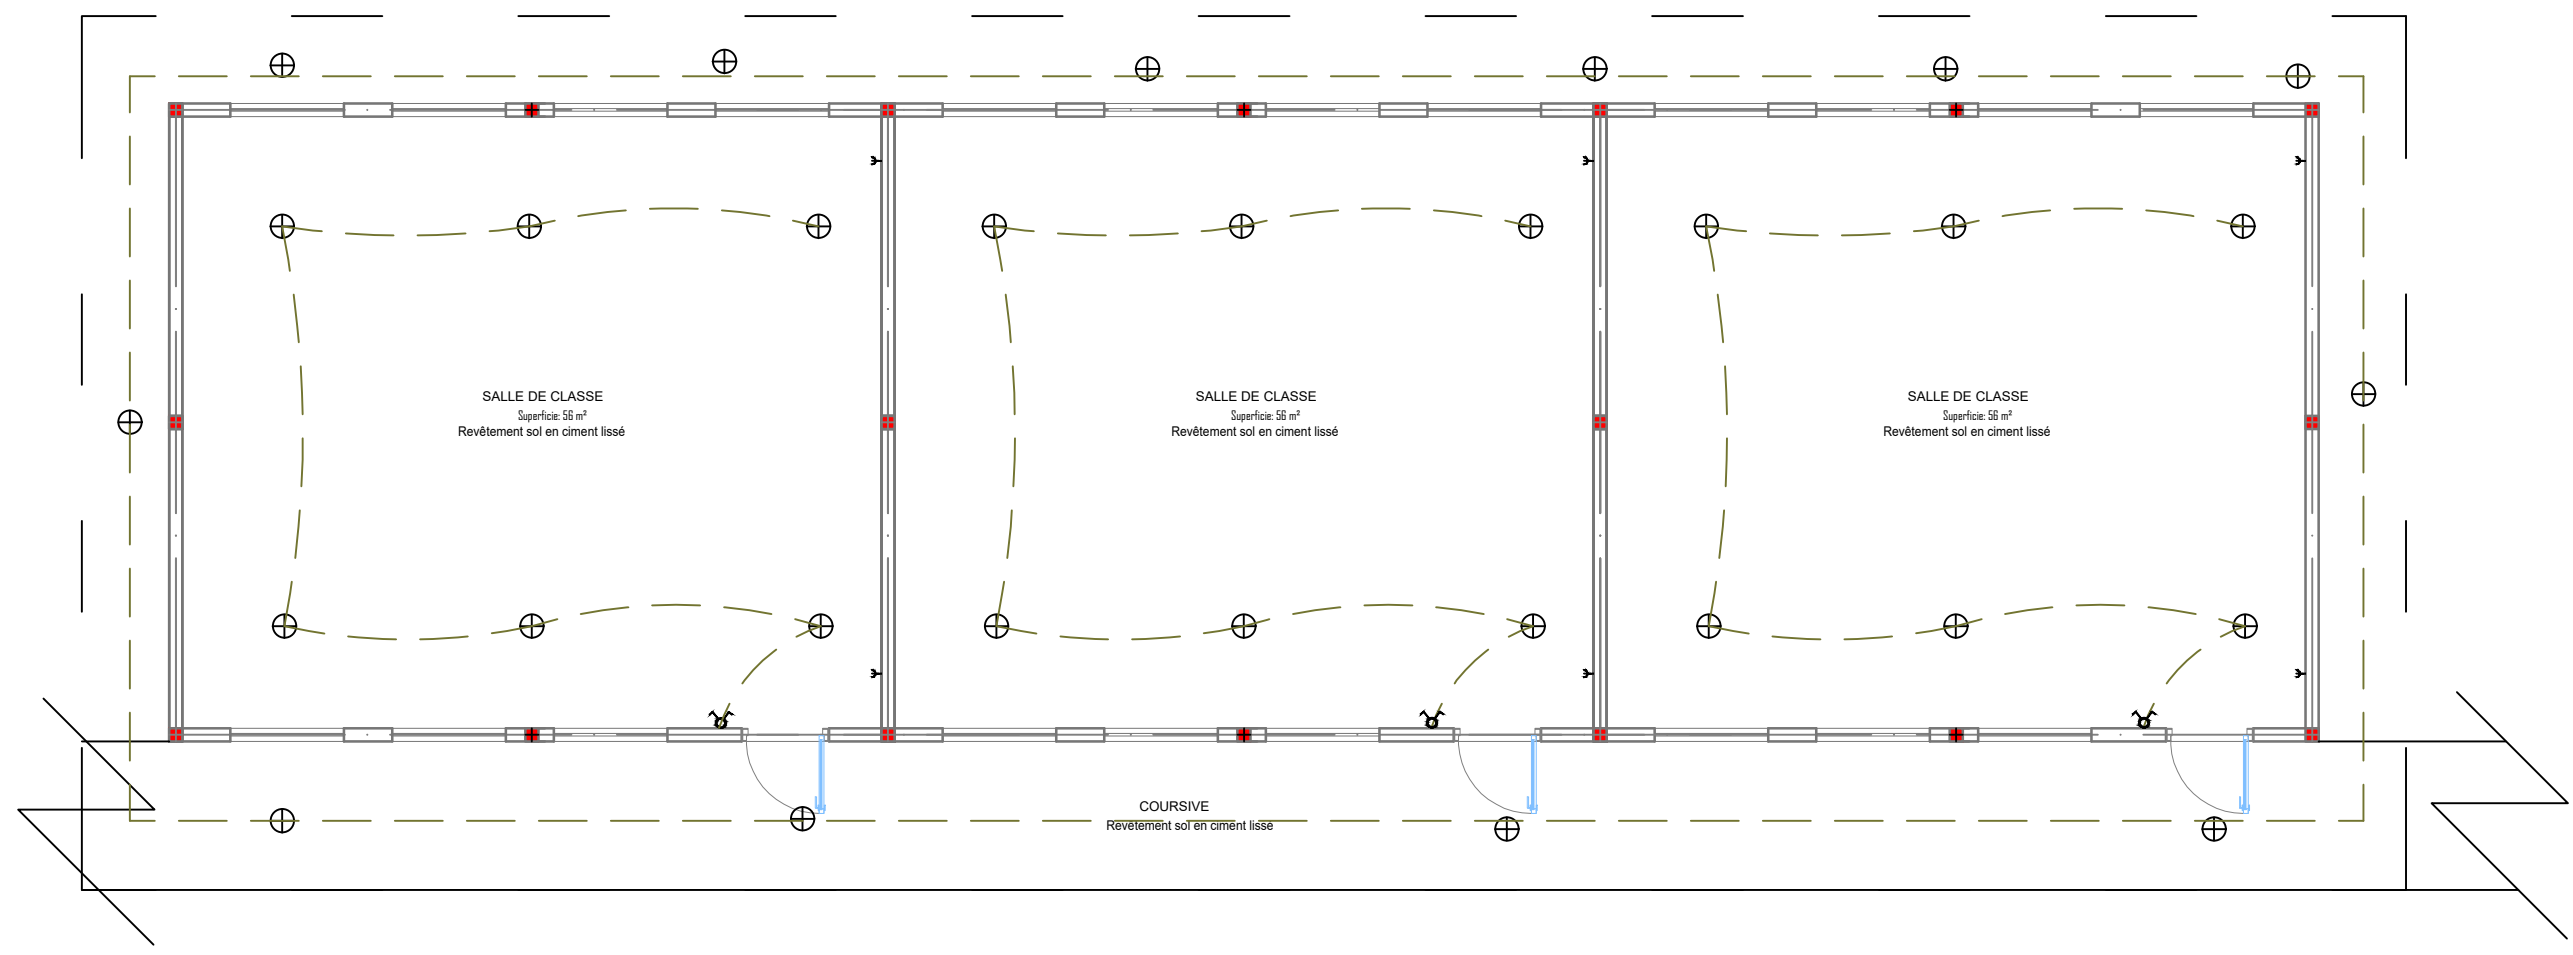 SALLE DE CLASSE
Superficie: 56 m²
Revêtement sol en ciment lissé
SALLE DE CLASSE
Superficie: 56 m²
Revêtement sol en ciment lissé
SALLE DE CLASSE
Superficie: 56 m²
Revêtement sol en ciment lissé
COURSIVE
Revêtement sol en ciment lissé